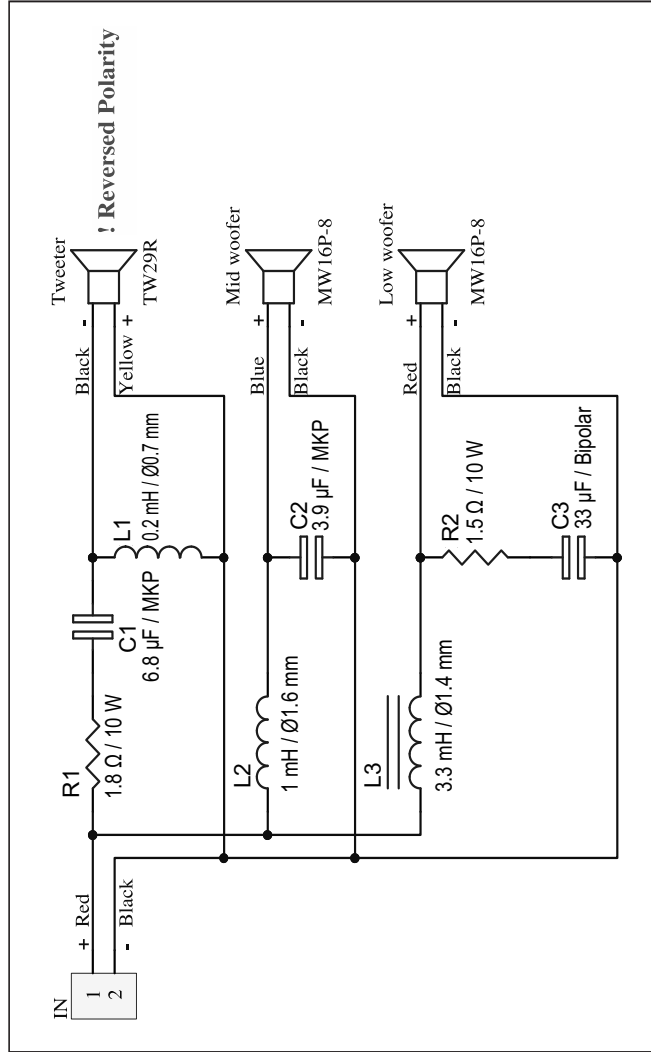 IN
1
2
+ Red
- Black
R1
1.8 Ω / 10 W
C1
6.8 µF / MKP
L1
0.2 mH / Ø0.7 mm
Black -
Yellow +
Tweeter
TW29R
! Reversed Polarity
L2
1 mH / Ø1.6 mm
C2
3.9 µF / MKP
Blue +
Black -
Mid woofer
MW16P-8
L3
3.3 mH / Ø1.4 mm
R2
1.5 Ω / 10 W
C3
33 µF / Bipolar
Red +
Black -
Low woofer
MW16P-8